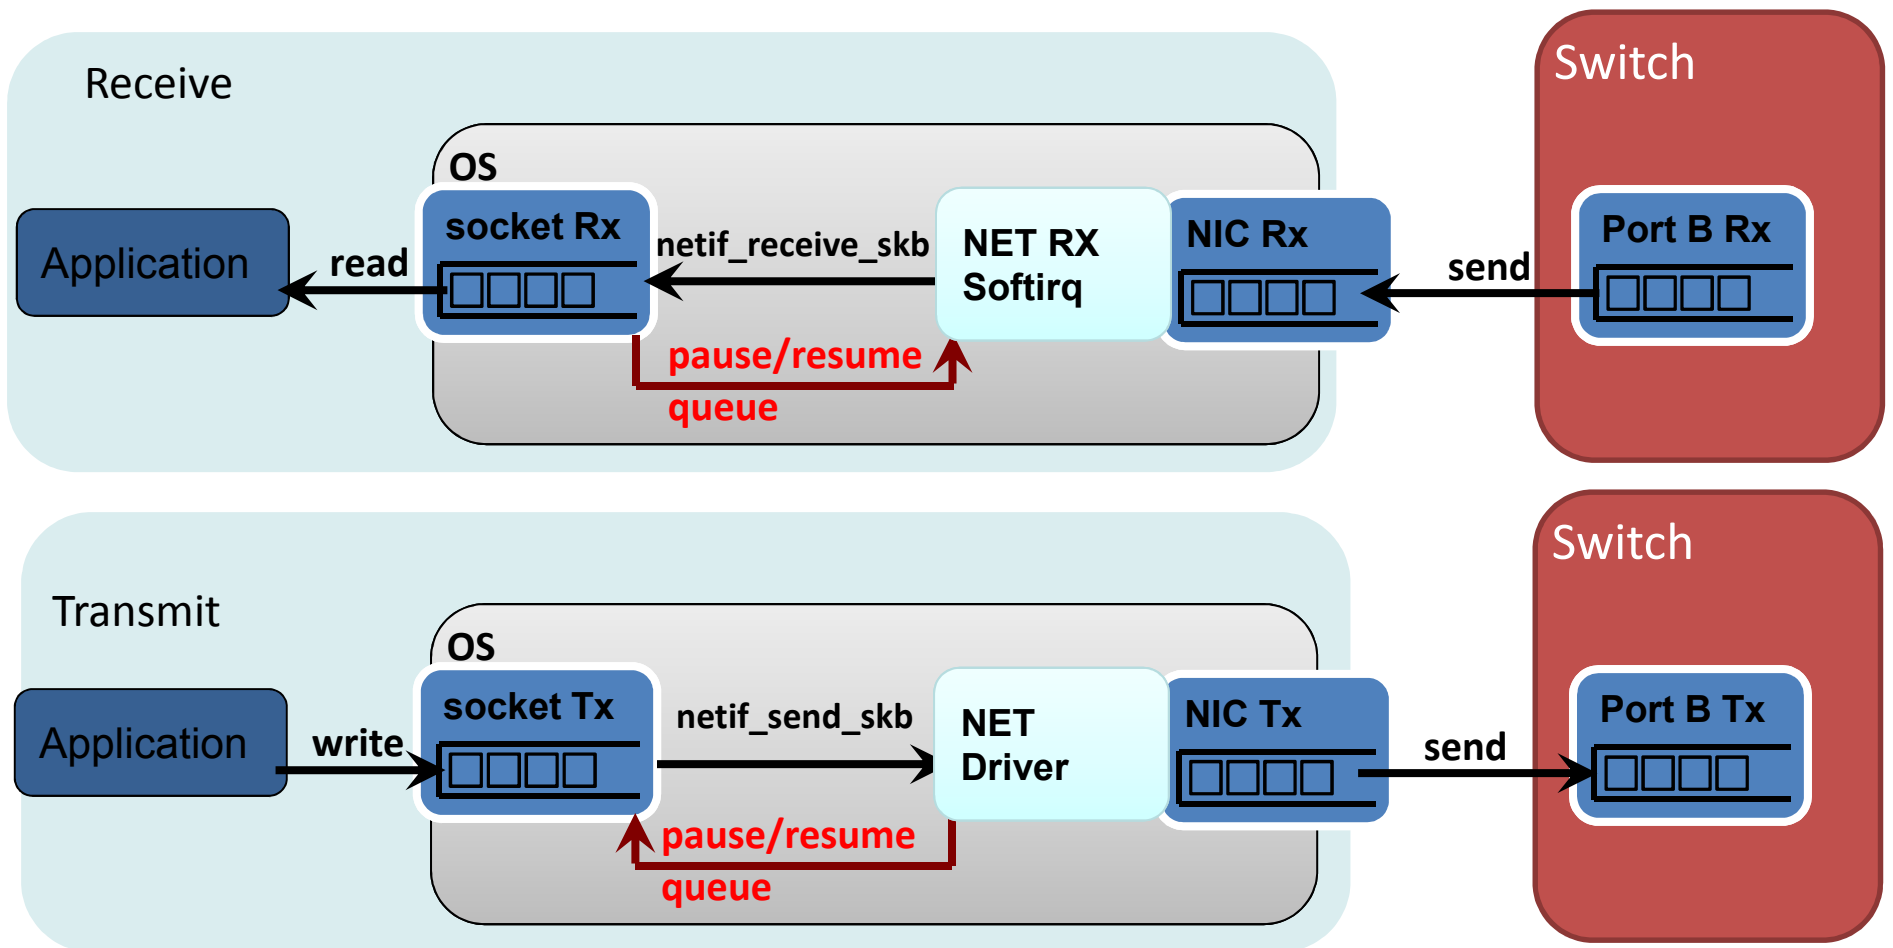 Receive
Switch
OS
socket Rx
netif_receive_skb
NET RX
Softirq
NIC Rx
Port B Rx
Application
read
send
pause/resume
queue
Switch
Transmit
OS
socket Tx
netif_send_skb
NET
Driver
NIC Tx
Port B Tx
Application
write
send
pause/resume
queue